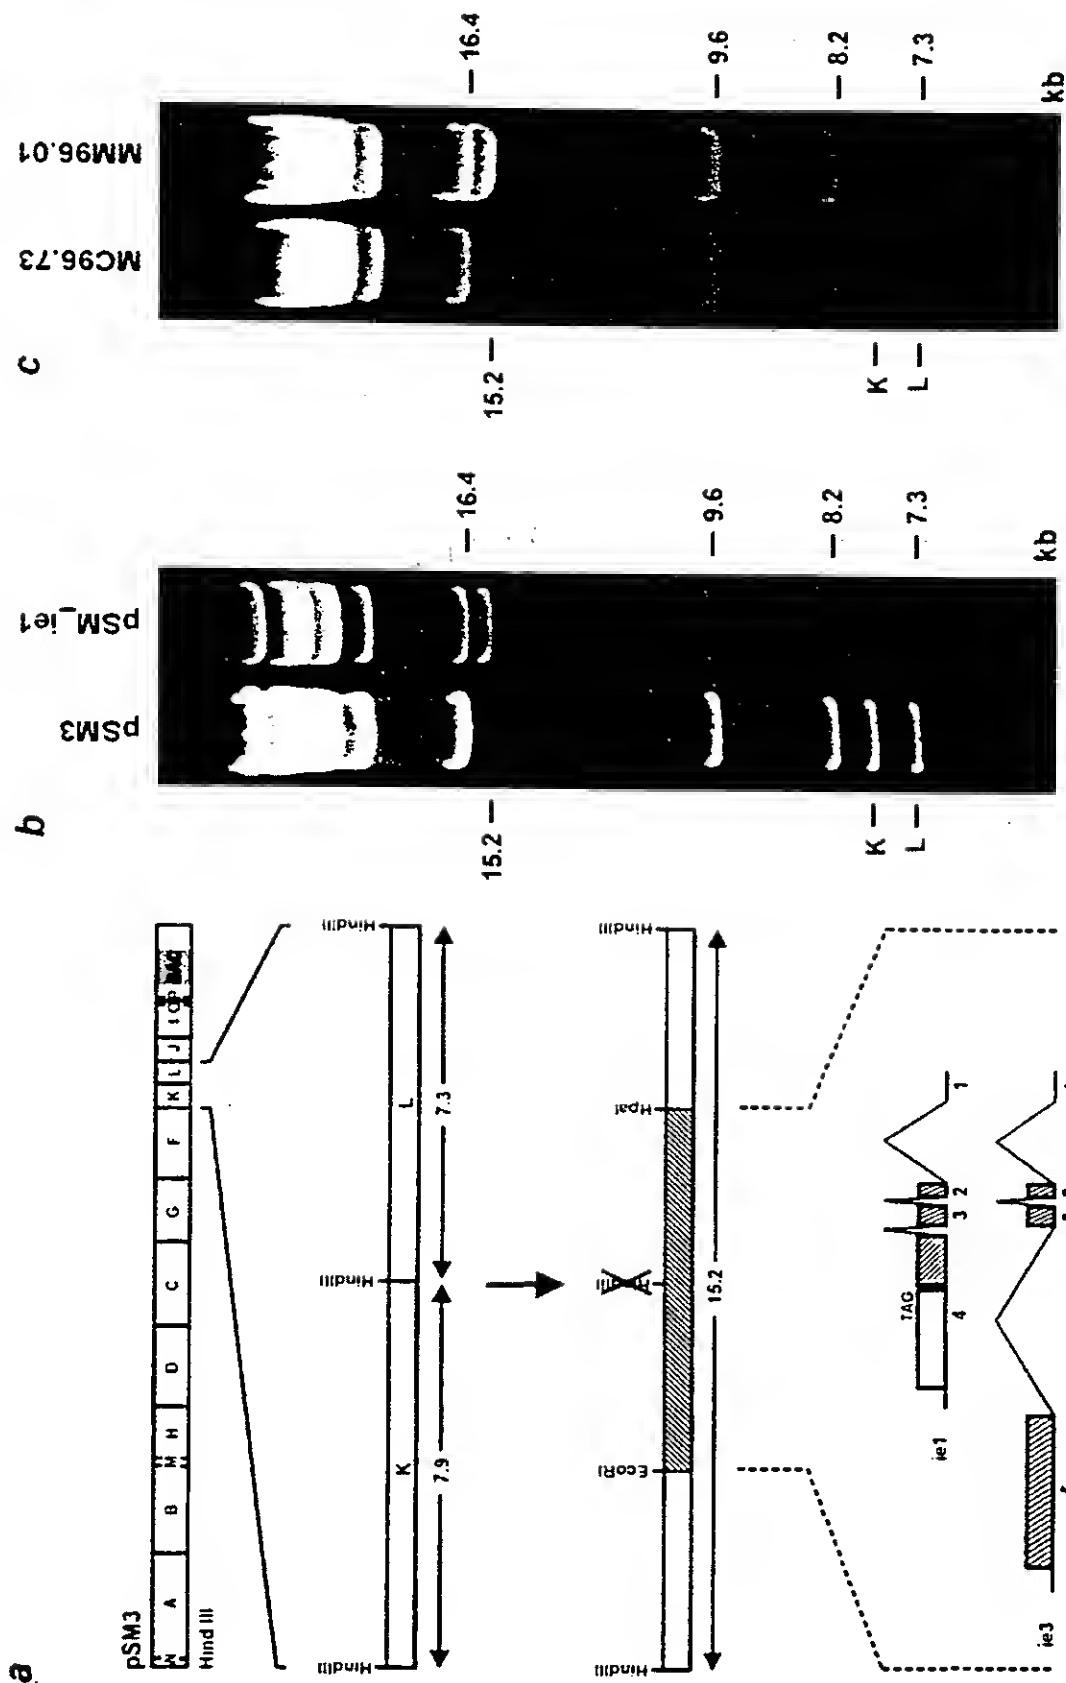 a
pSM3
N A B M H D C G F K L J I O P BAC
Hind III
HindIII HindIII HindIII
K L
7.9 7.3
HindIII EcoRI HpaI HindIII
15.2
TAG
4 3 2 1
ie1
ie3
b
pSM3 pSM_ie1
15.2
K
L
16.4
9.6
8.2
7.3
kb
c
MC96.73 MM96.01
15.2
K
L
16.4
9.6
8.2
7.3
kb